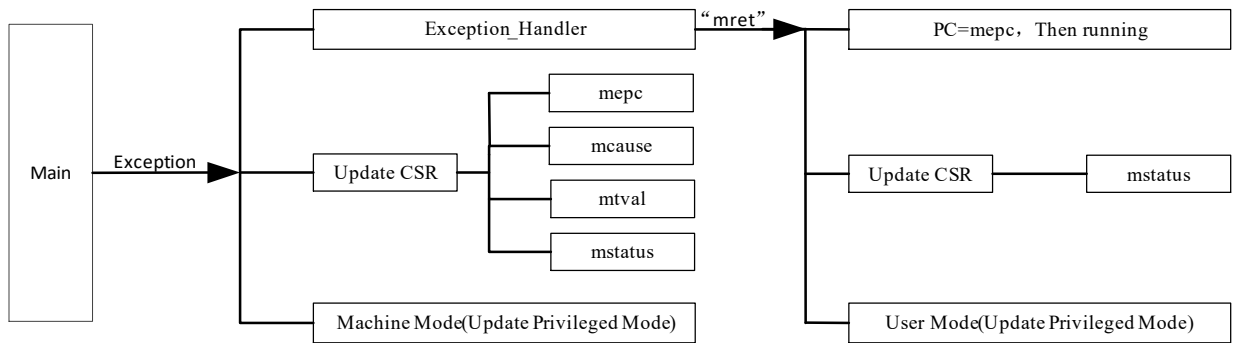 Main
Exception
Exception_Handler
Update CSR
mepc
mcause
mtval
mstatus
Machine Mode(Update Privileged Mode)
“mret”
PC=mepc，Then running
Update CSR
mstatus
User Mode(Update Privileged Mode)